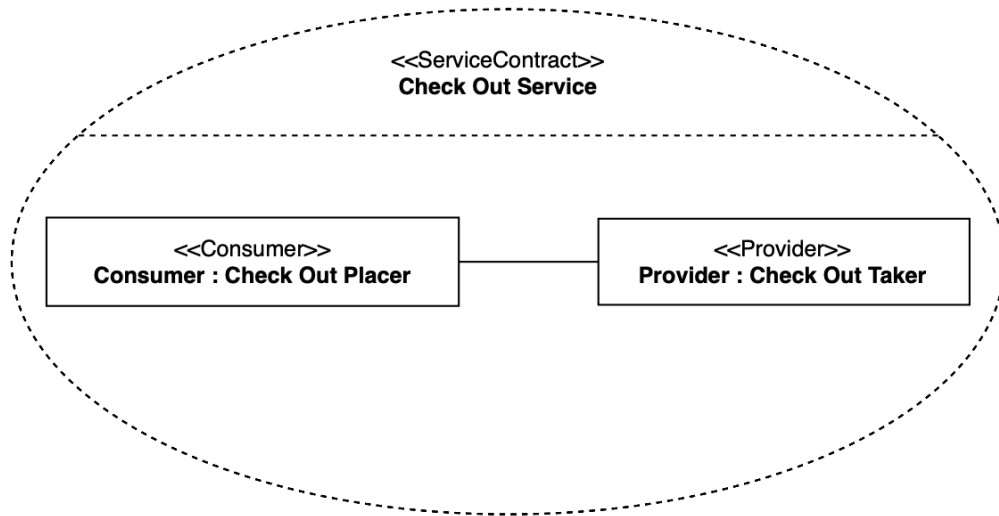 <<ServiceContract>>
Check Out Service
<<Consumer>>
Consumer : Check Out Placer
<<Provider>>
Provider : Check Out Taker